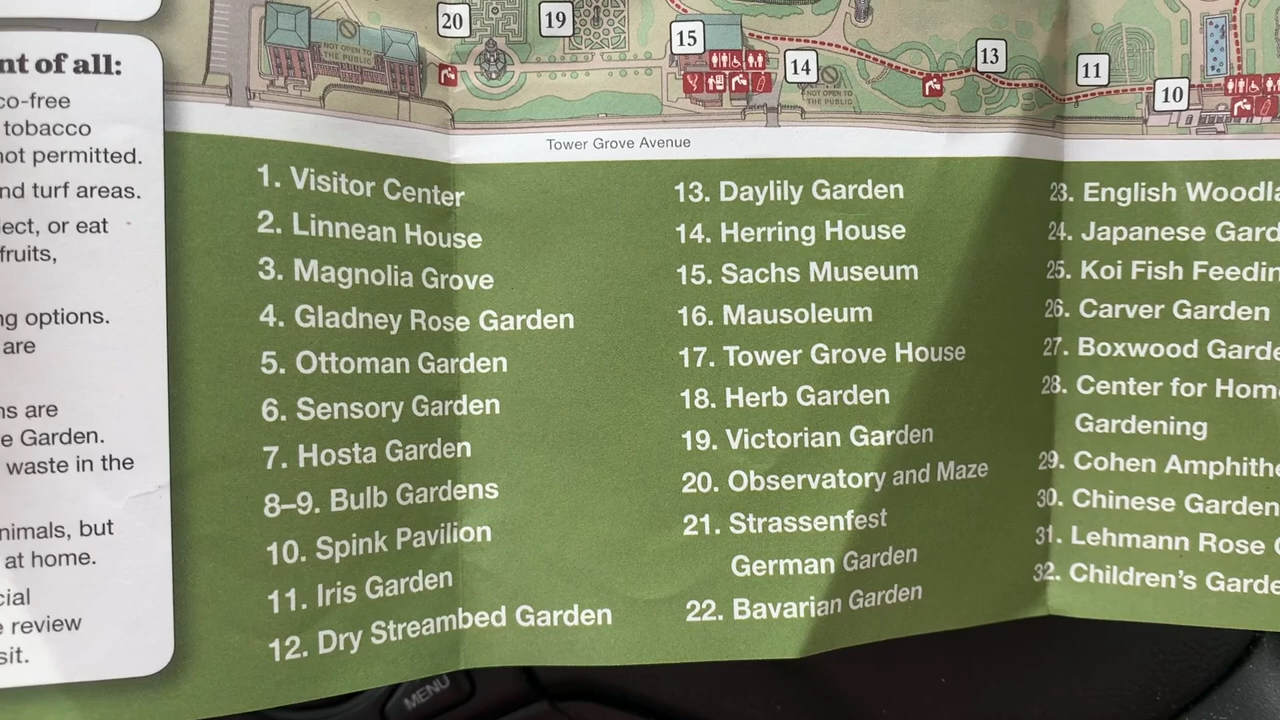 20
19
15
14
13
11
10
NOT OPEN TO
THE PUBLIC
NOT OPEN TO
THE PUBLIC
Tower Grove Avenue
nt of all:
co-free
tobacco
not permitted.
nd turf areas.
lect, or eat
fruits,
ng options.
are
ns are
e Garden.
waste in the
nimals, but
at home.
cial
e review
sit.
1. Visitor Center
2. Linnean House
3. Magnolia Grove
4. Gladney Rose Garden
5. Ottoman Garden
6. Sensory Garden
7. Hosta Garden
8–9. Bulb Gardens
10. Spink Pavilion
11. Iris Garden
12. Dry Streambed Garden
13. Daylily Garden
14. Herring House
15. Sachs Museum
16. Mausoleum
17. Tower Grove House
18. Herb Garden
19. Victorian Garden
20. Observatory and Maze
21. Strassenfest
German Garden
22. Bavarian Garden
23. English Woodla
24. Japanese Gard
25. Koi Fish Feedin
26. Carver Garden
27. Boxwood Garde
28. Center for Hom
Gardening
29. Cohen Amphithe
30. Chinese Garden
31. Lehmann Rose G
32. Children's Garde
MENU